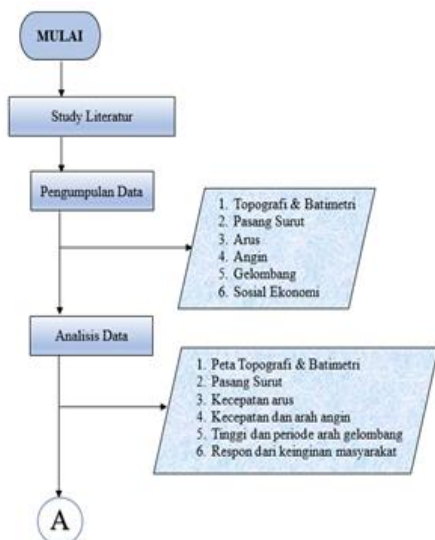 MULAI
Study Literatur
Pengumpulan Data
1. Topografi & Batimetri
2. Pasang Surut
3. Arus
4. Angin
5. Gelombang
6. Sosial Ekonomi
Analisis Data
1. Peta Topografi & Batimetri
2. Pasang Surut
3. Kecepatan arus
4. Kecepatan dan arah angin
5. Tinggi dan periode arah gelombang
6. Respon dari keinginan masyarakat
A